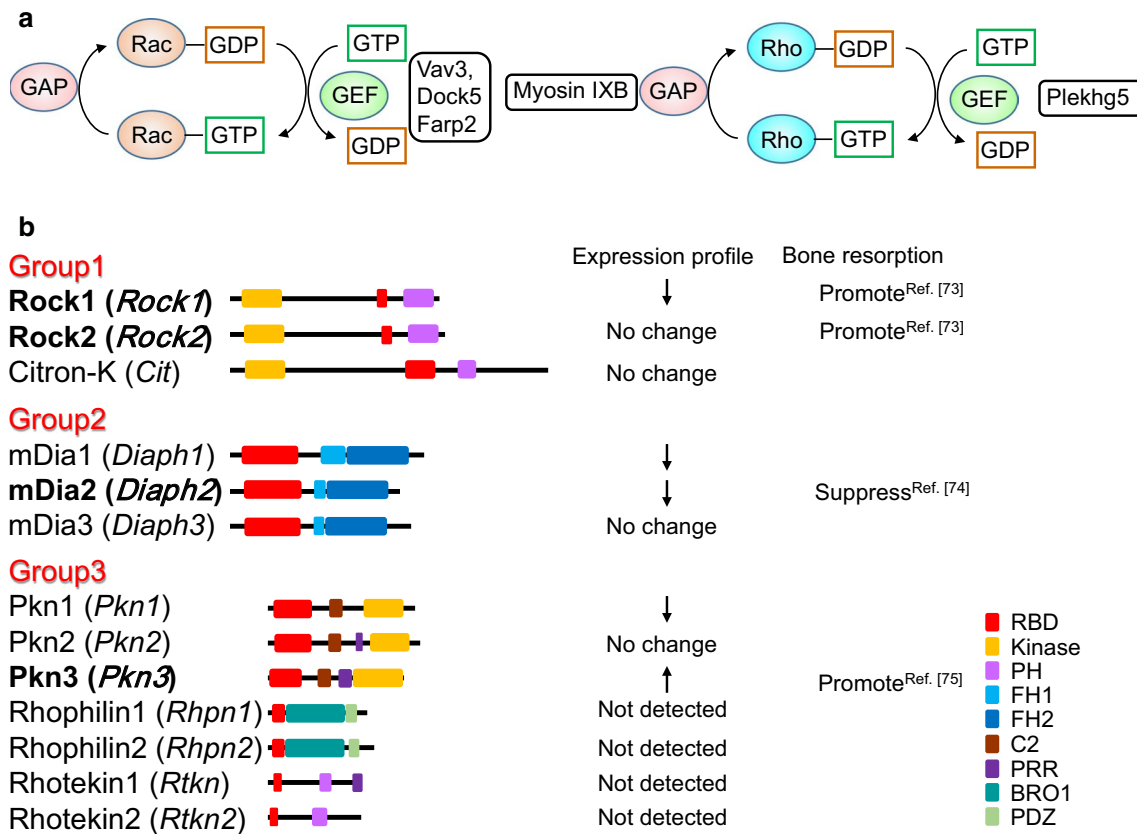 a
Rac GDP GTP
GAP GEF Vav3,
Dock5
Farp2
Rac GTP GDP
Rho GDP GTP
Myosin IXB GAP GEF Plekhg5
Rho GTP GDP
b
Expression profile Bone resorption
Group1
Rock1 (Rock1) ↓ Promote Ref. [73]
Rock2 (Rock2) No change Promote Ref. [73]
Citron-K (Cit) No change
Group2
mDia1 (Diaph1) ↓
mDia2 (Diaph2) ↓ Suppress Ref. [74]
mDia3 (Diaph3) No change
Group3
Pkn1 (Pkn1) ↓
Pkn2 (Pkn2) No change
Pkn3 (Pkn3) ↑ Promote Ref. [75]
Rhophilin1 (Rhpn1) Not detected
Rhophilin2 (Rhpn2) Not detected
Rhotekin1 (Rtkn) Not detected
Rhotekin2 (Rtkn2) Not detected
RBD
Kinase
PH
FH1
FH2
C2
PRR
BRO1
PDZ